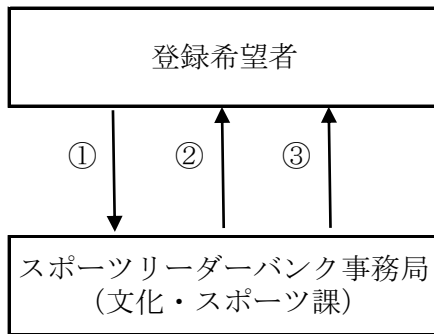 登録希望者
① ② ③
スポーツリーダーバンク事務局
（文化・スポーツ課）